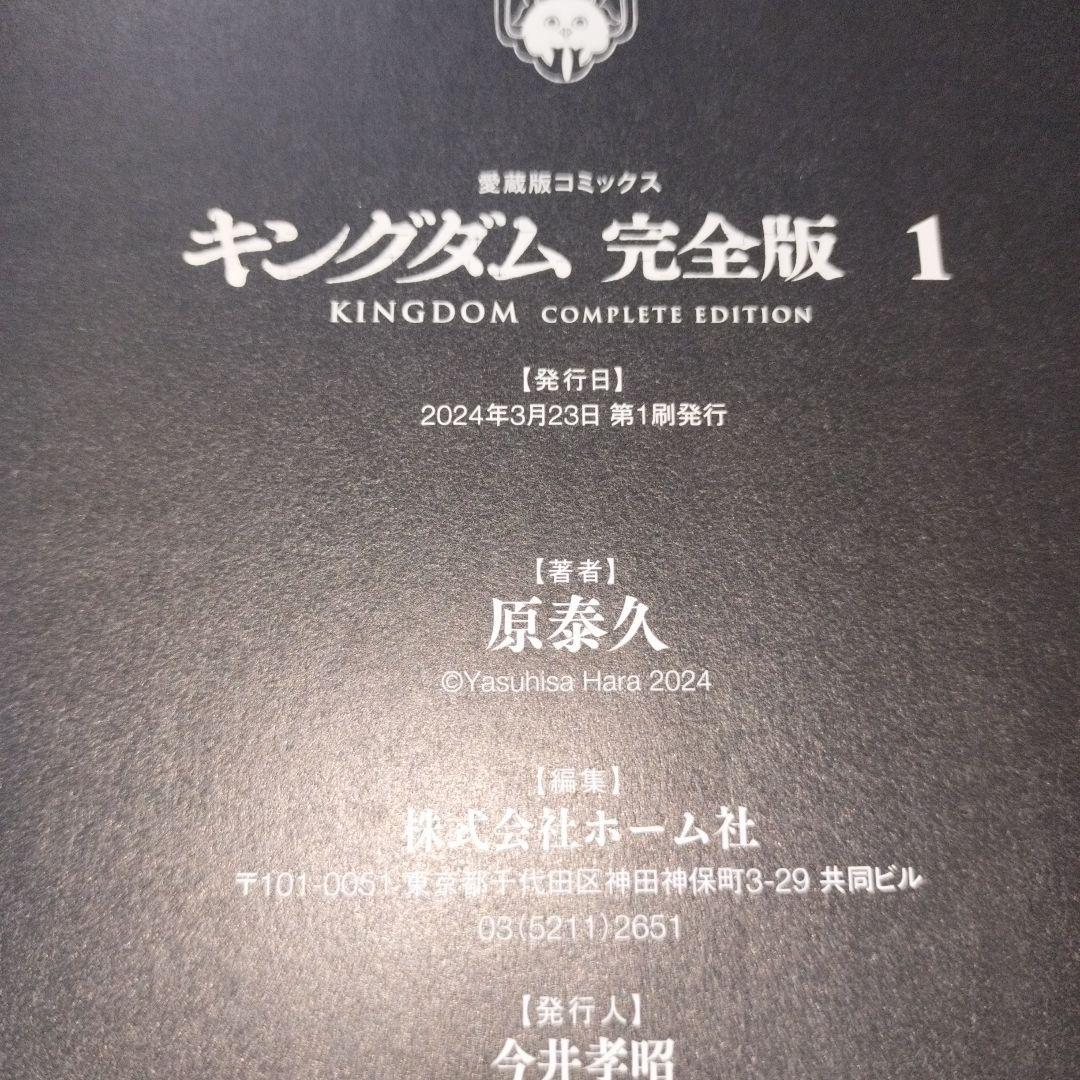 愛蔵版コミックス
キングダム 完全版 1
KINGDOM COMPLETE EDITION
【発行日】
2024年3月23日 第1刷発行
【著者】
原泰久
©Yasuhisa Hara 2024
【編集】
株式会社ホーム社
〒101-0051 東京都千代田区神田神保町3-29 共同ビル
03(5211)2651
【発行人】
今井孝昭